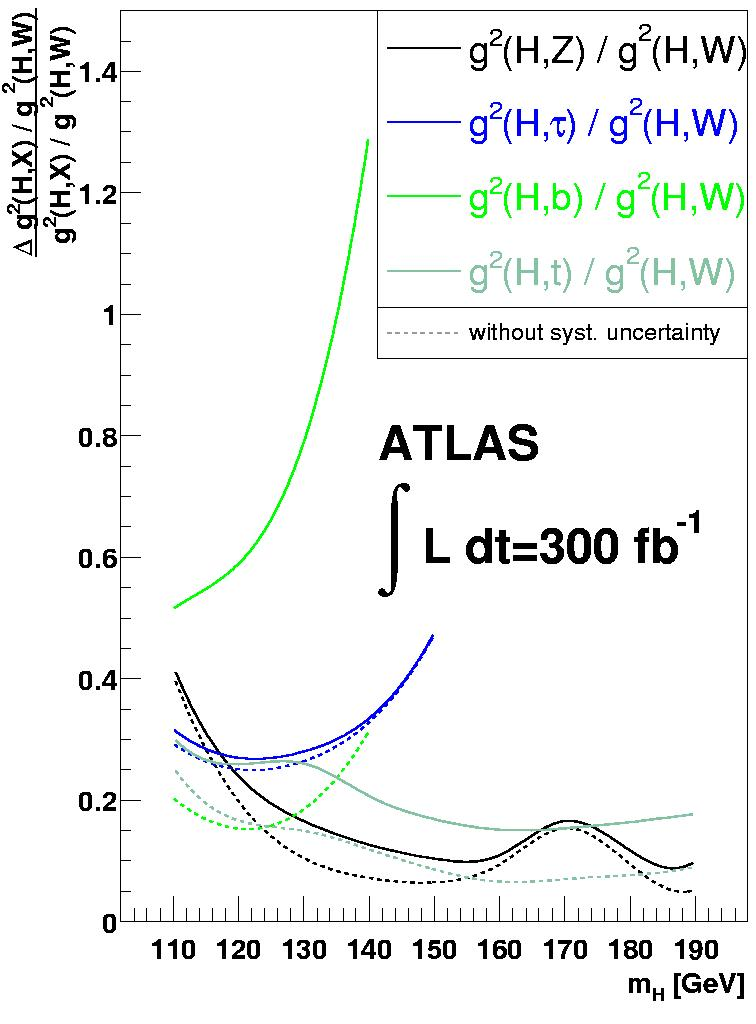 Δ g²(H,X) / g²(H,W)
g²(H,X) / g²(H,W)
g²(H,Z) / g²(H,W)
g²(H,τ) / g²(H,W)
g²(H,b) / g²(H,W)
g²(H,t) / g²(H,W)
without syst. uncertainty
1.4
1.2
1
0.8
0.6
0.4
0.2
0
ATLAS
∫ L dt=300 fb⁻¹
110 120 130 140 150 160 170 180 190
m_H [GeV]